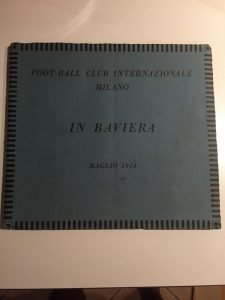 FOOT-BALL CLUB INTERNAZIONALE
MILANO
IN BAVIERA
MAGGIO 1914